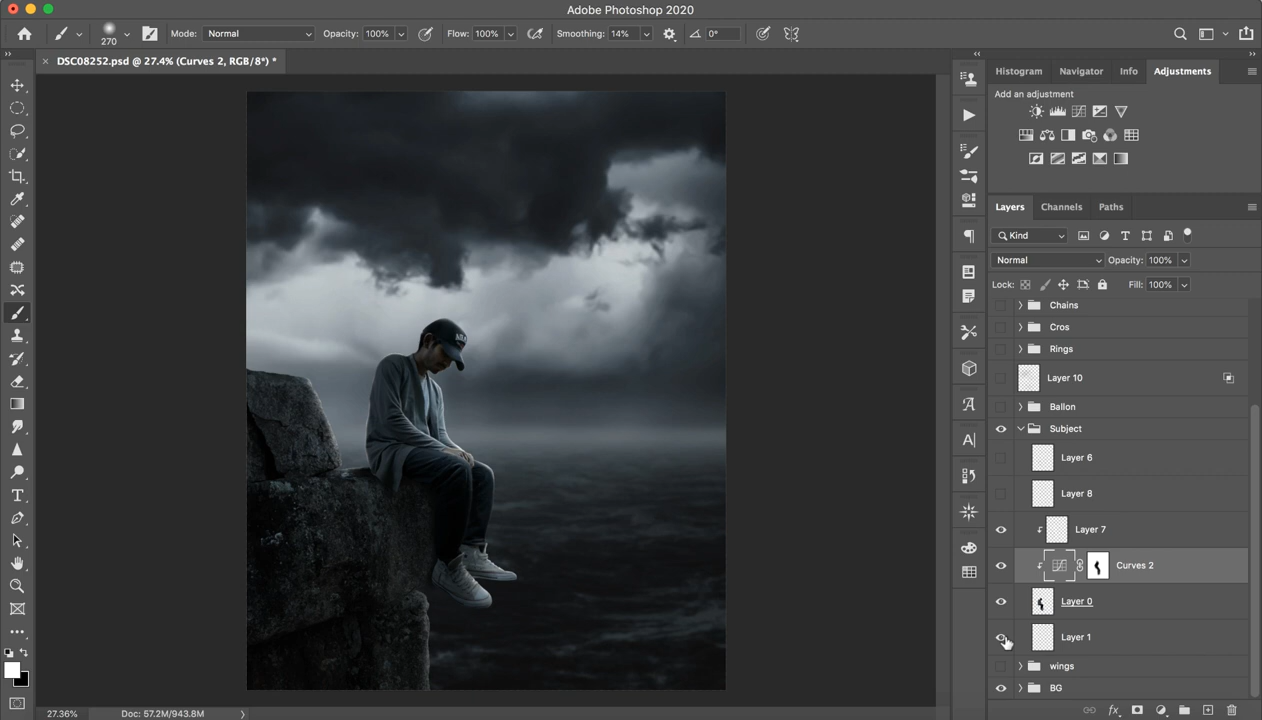 Adobe Photoshop 2020
270
Mode: Normal Opacity: 100% Flow: 100% Smoothing: 14% 0°
DSC08252.psd @ 27.4% (Curves 2, RGB/8*) *
Histogram Navigator Info Adjustments
Add an adjustment
Layers Channels Paths
Kind
Normal Opacity: 100%
Lock: Fill: 100%
Chains
Cros
Rings
Layer 10
Ballon
Subject
Layer 6
Layer 8
Layer 7
Curves 2
Layer 0
Layer 1
wings
BG
27.36% Doc: 57.2M/943.8M